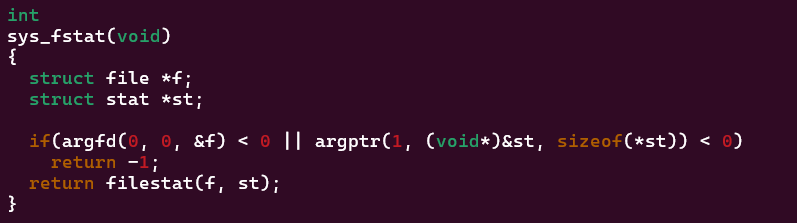 int
sys_fstat(void)
{
  struct file *f;
  struct stat *st;

  if(argfd(0, 0, &f) < 0 || argptr(1, (void*)&st, sizeof(*st)) < 0)
    return -1;
  return filestat(f, st);
}